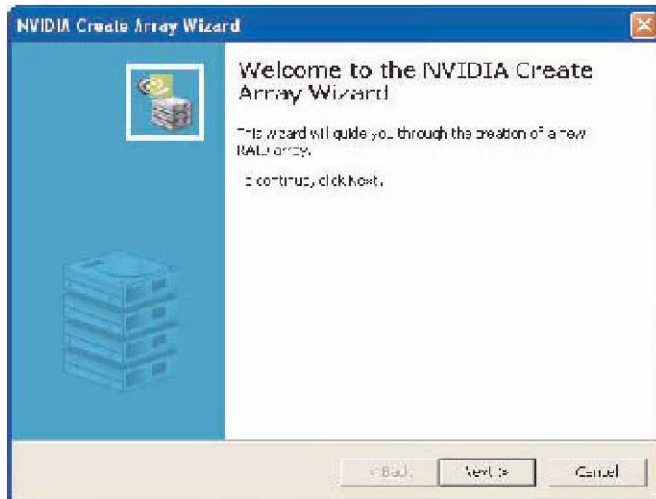 NVIDIA Create Array Wizard
Welcome to the NVIDIA Create
Array Wizard
This wizard will guide you through the creation of a new
RAID array.
To continue, click Next.
< Back
Next >
Cancel